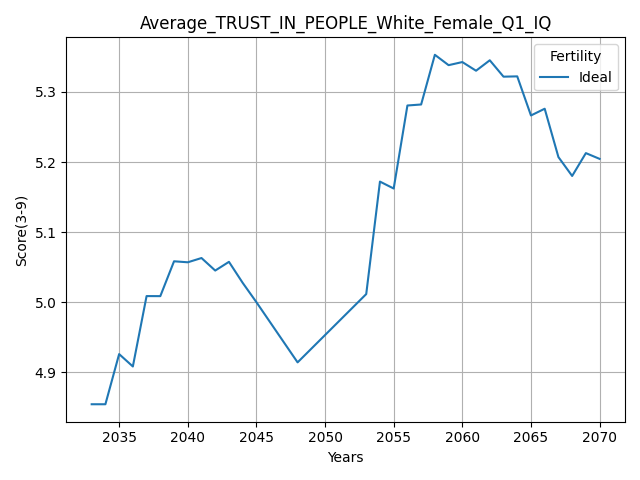 Average_TRUST_IN_PEOPLE_White_Female_Q1_IQ
Fertility
Ideal
Score(3-9)
5.3
5.2
5.1
5.0
4.9
2035 2040 2045 2050 2055 2060 2065 2070
Years